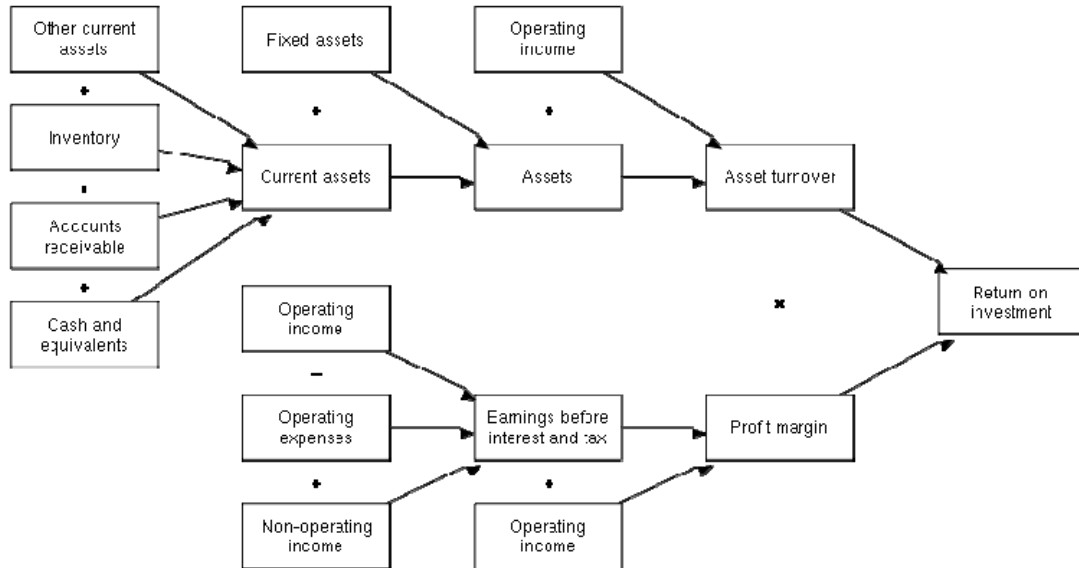 Other current
assets
Fixed assets
Operating
income
+
+
+
Inventory
Current assets
Assets
Asset turnover
+
Accounts
receivable
+
Cash and
equivalents
Operating
income
×
Return on
investment
−
Operating
expenses
Earnings before
interest and tax
Profit margin
+
+
Non-operating
income
Operating
income